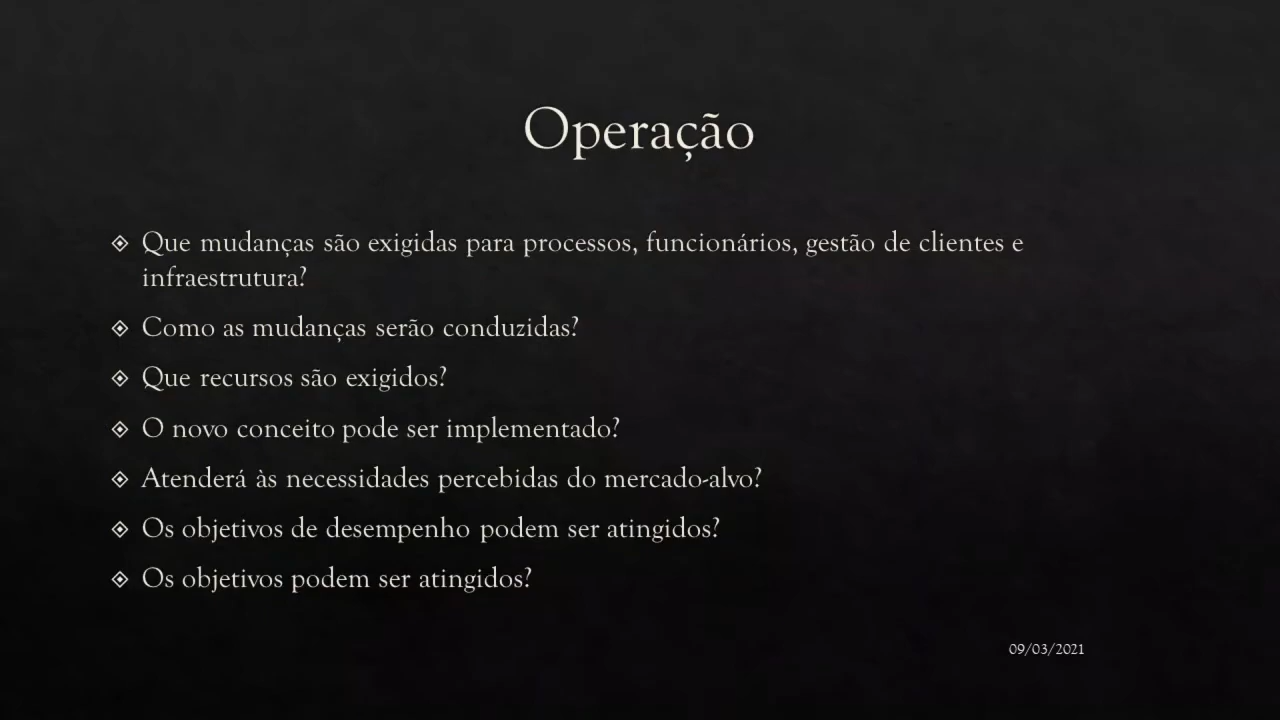 Operação
Que mudanças são exigidas para processos, funcionários, gestão de clientes e
infraestrutura?
Como as mudanças serão conduzidas?
Que recursos são exigidos?
O novo conceito pode ser implementado?
Atenderá às necessidades percebidas do mercado-alvo?
Os objetivos de desempenho podem ser atingidos?
Os objetivos podem ser atingidos?
09/03/2021